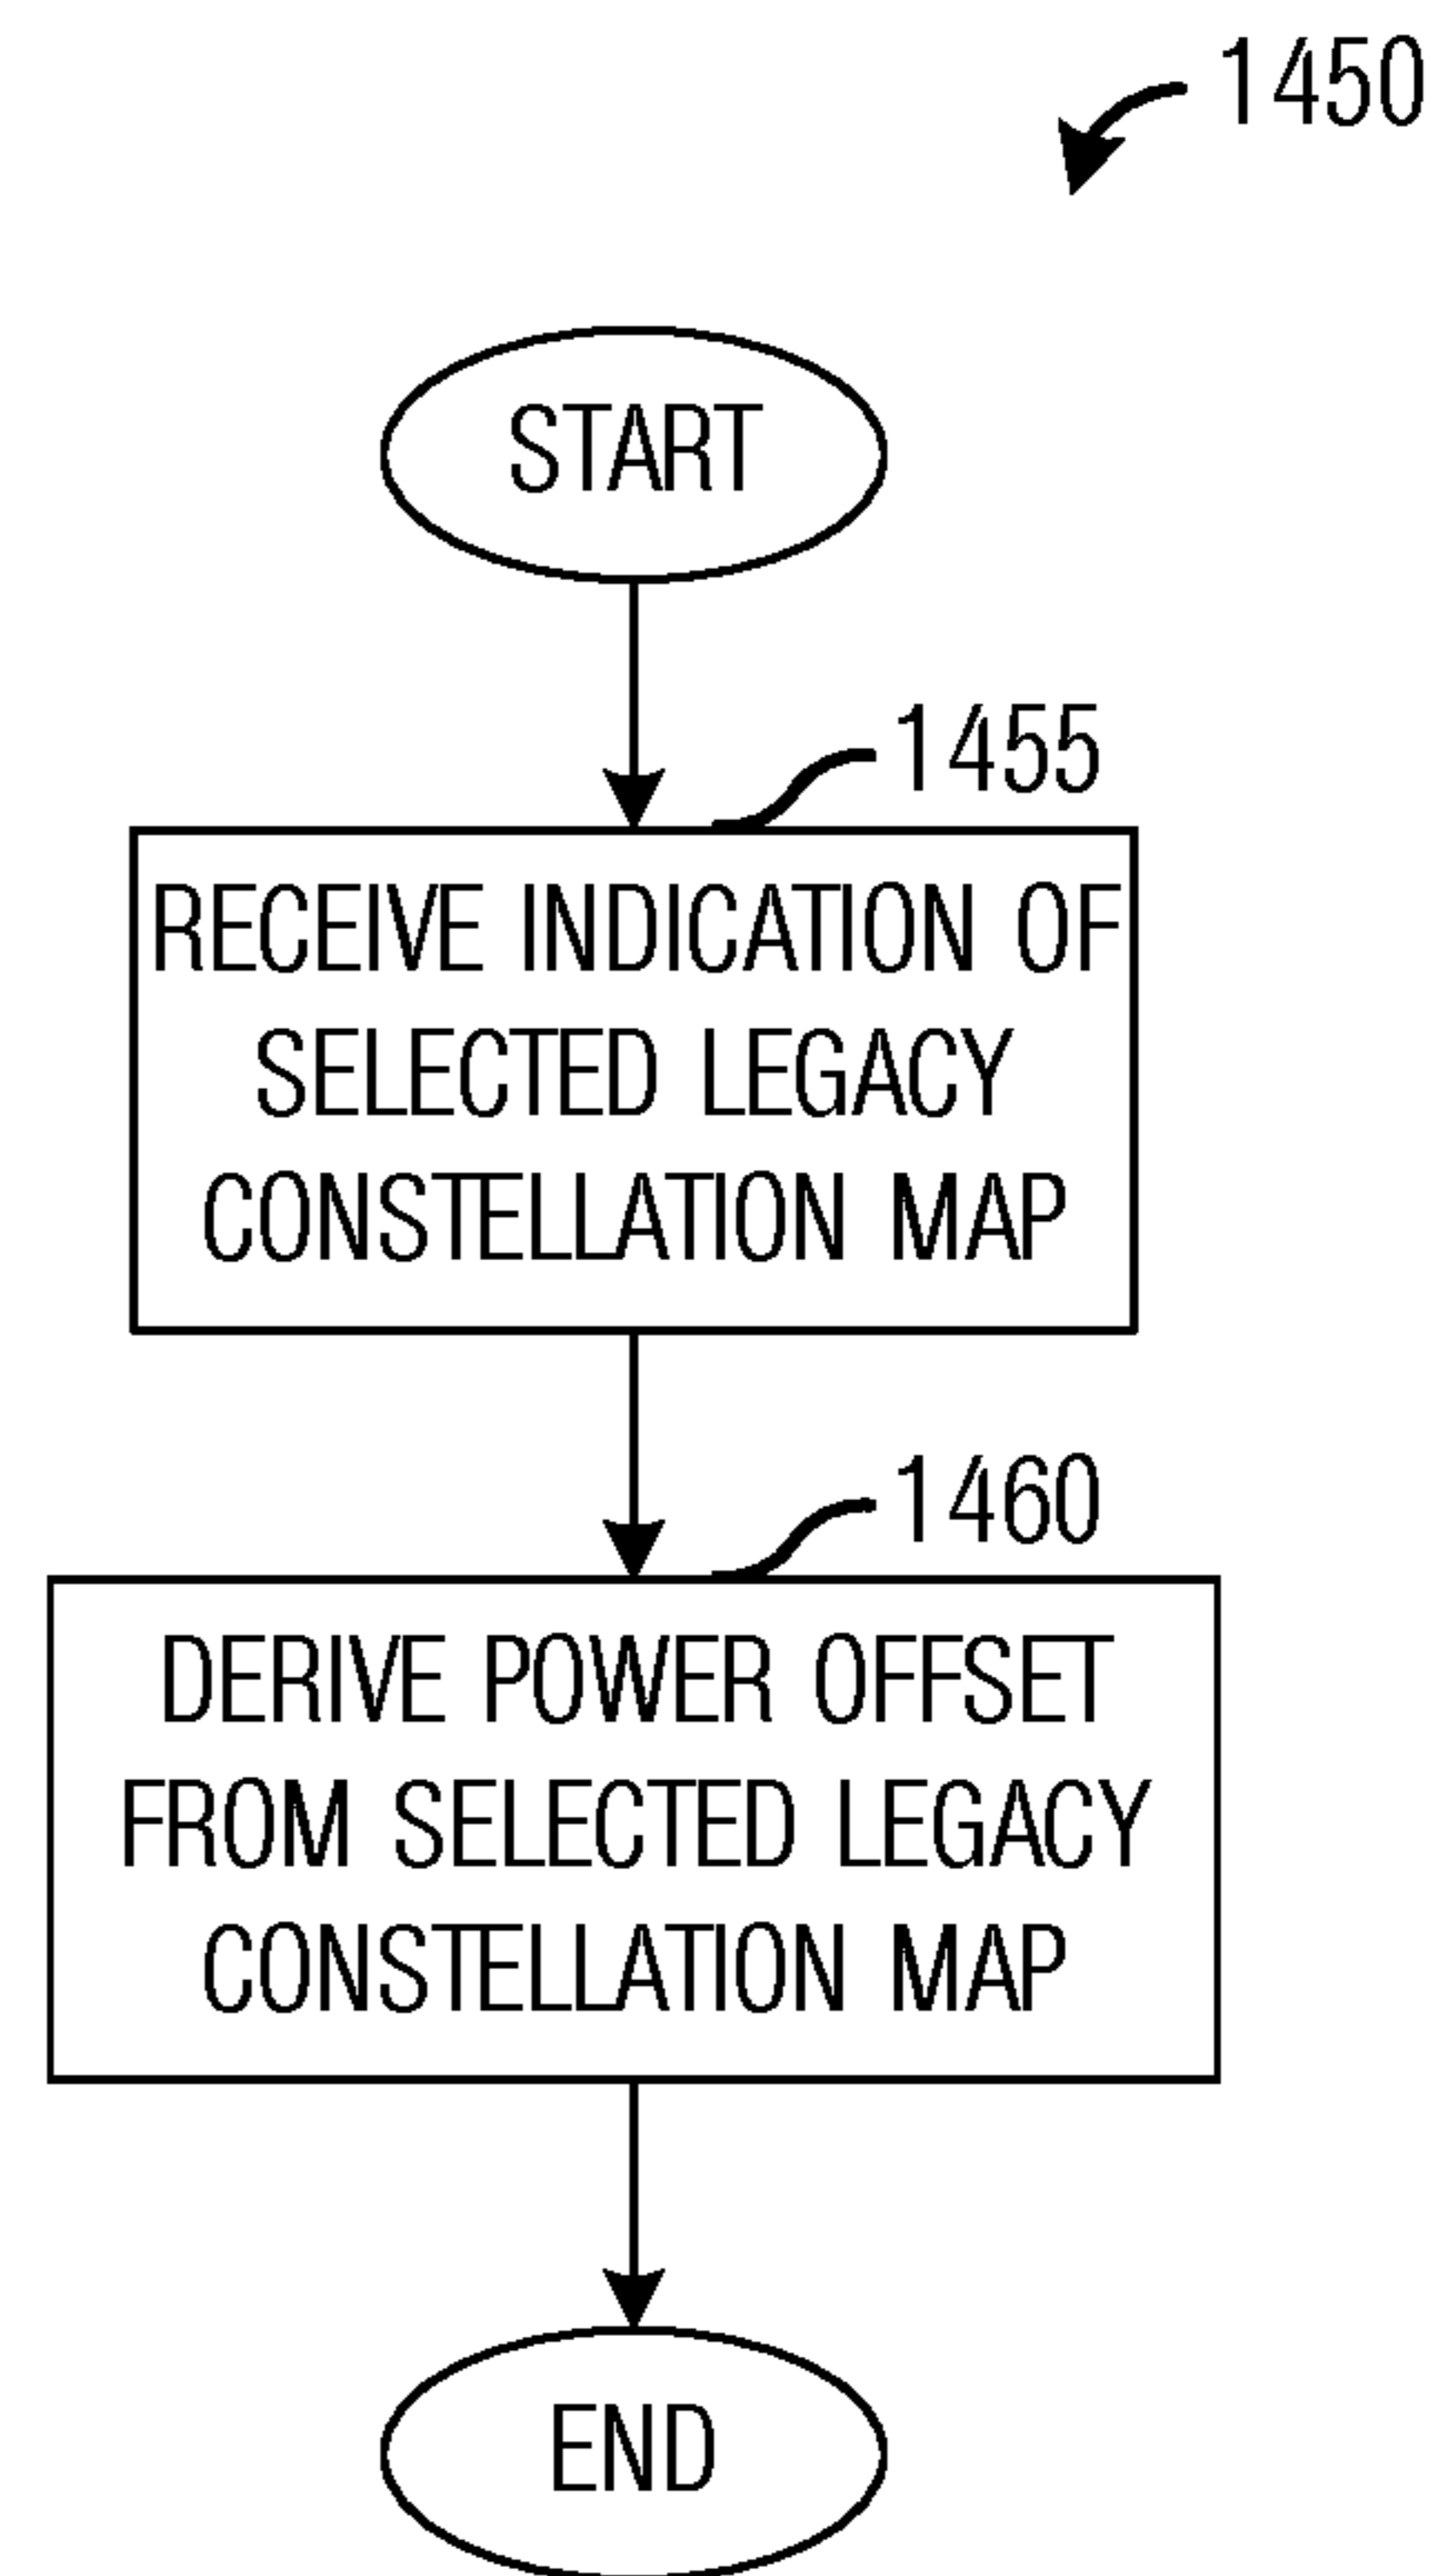 1450
START
1455
RECEIVE INDICATION OF
SELECTED LEGACY
CONSTELLATION MAP
1460
DERIVE POWER OFFSET
FROM SELECTED LEGACY
CONSTELLATION MAP
END